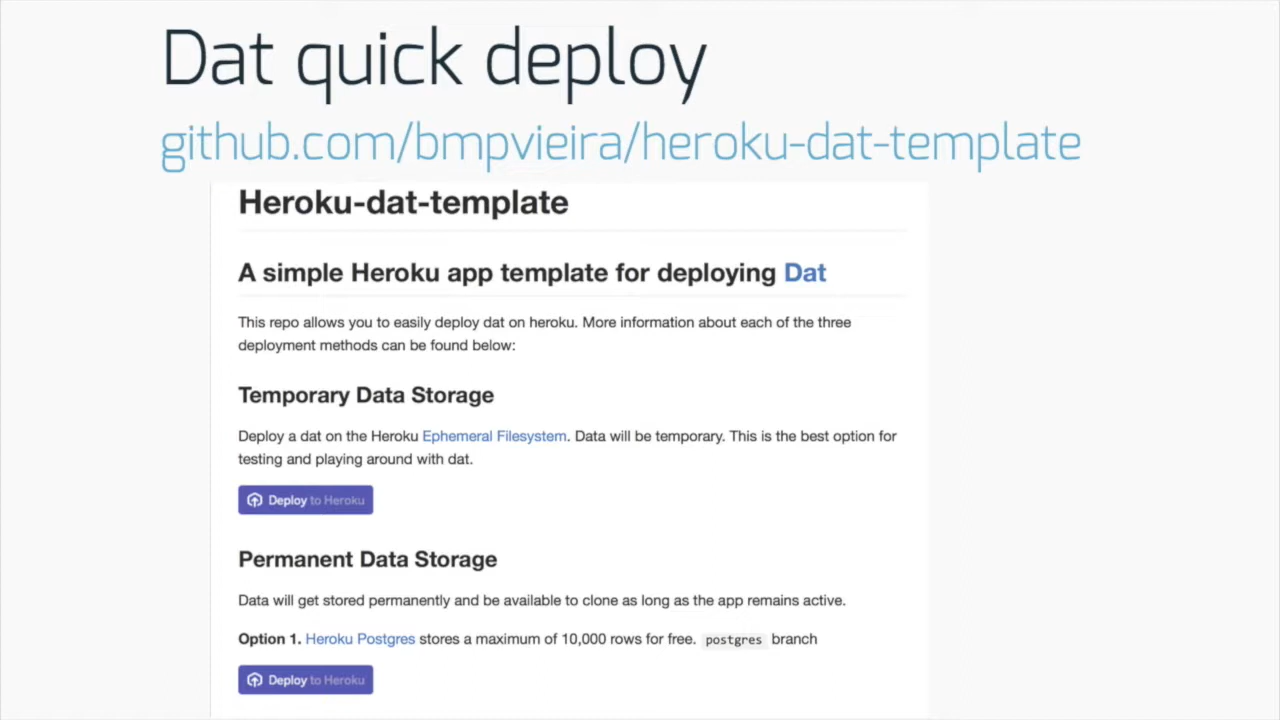 Dat quick deploy
github.com/bmpvieira/heroku-dat-template
Heroku-dat-template
A simple Heroku app template for deploying Dat
This repo allows you to easily deploy dat on heroku. More information about each of the three
deployment methods can be found below:
Temporary Data Storage
Deploy a dat on the Heroku Ephemeral Filesystem. Data will be temporary. This is the best option for
testing and playing around with dat.
Deploy to Heroku
Permanent Data Storage
Data will get stored permanently and be available to clone as long as the app remains active.
Option 1. Heroku Postgres stores a maximum of 10,000 rows for free. postgres branch
Deploy to Heroku